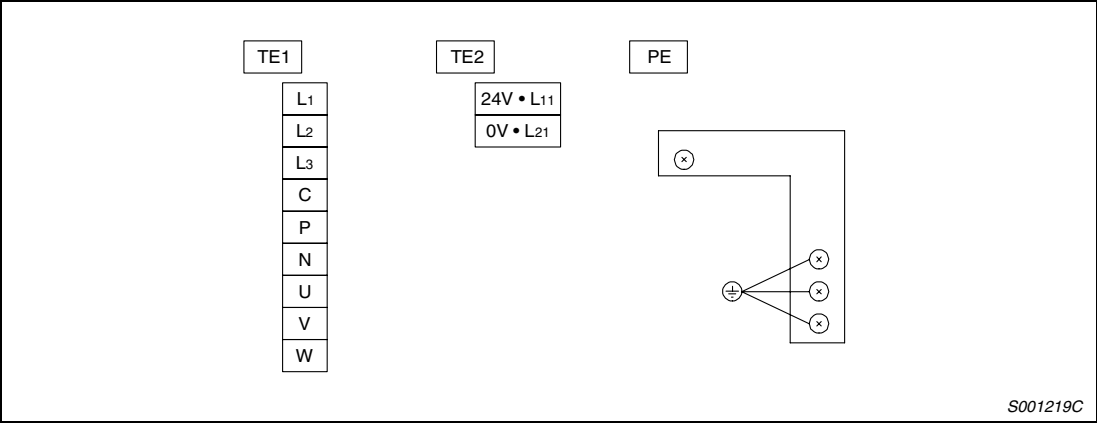 TE1
L1
L2
L3
C
P
N
U
V
W
TE2
24V • L11
0V • L21
PE
S001219C